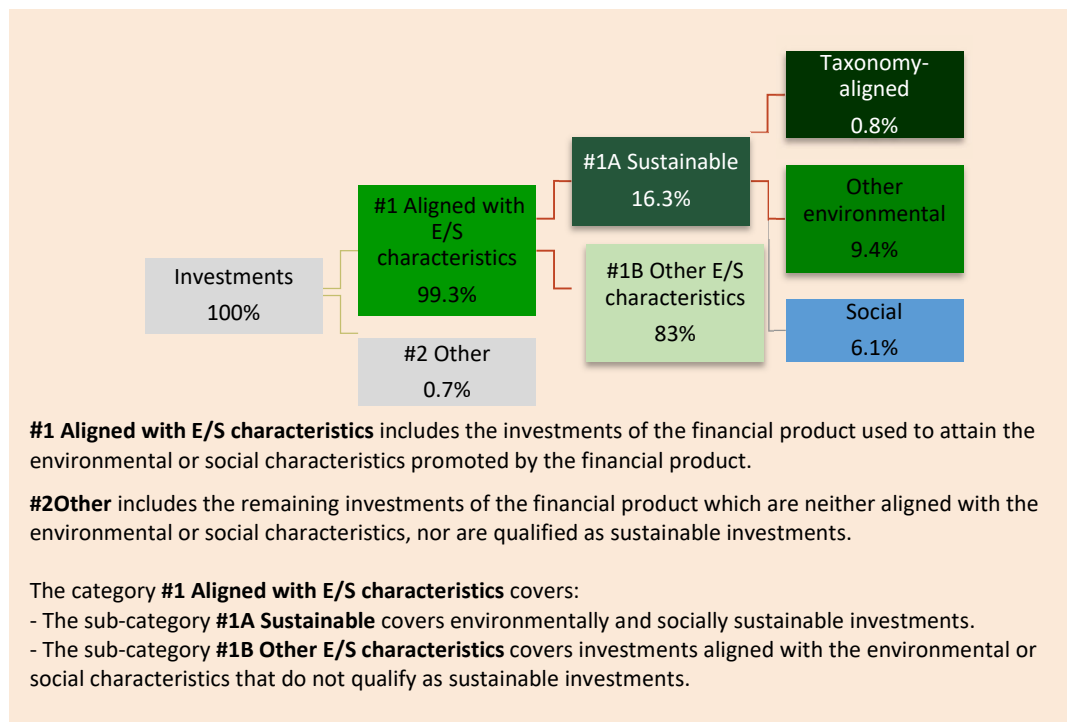 Taxonomy-
aligned
0.8%
#1A Sustainable
16.3%
Other
environmental
9.4%
#1 Aligned with
E/S
characteristics
99.3%
#1B Other E/S
characteristics
83%
Investments
100%
Social
6.1%
#2 Other
0.7%
#1 Aligned with E/S characteristics includes the investments of the financial product used to attain the
environmental or social characteristics promoted by the financial product.
#2Other includes the remaining investments of the financial product which are neither aligned with the
environmental or social characteristics, nor are qualified as sustainable investments.
The category #1 Aligned with E/S characteristics covers:
- The sub-category #1A Sustainable covers environmentally and socially sustainable investments.
- The sub-category #1B Other E/S characteristics covers investments aligned with the environmental or
social characteristics that do not qualify as sustainable investments.